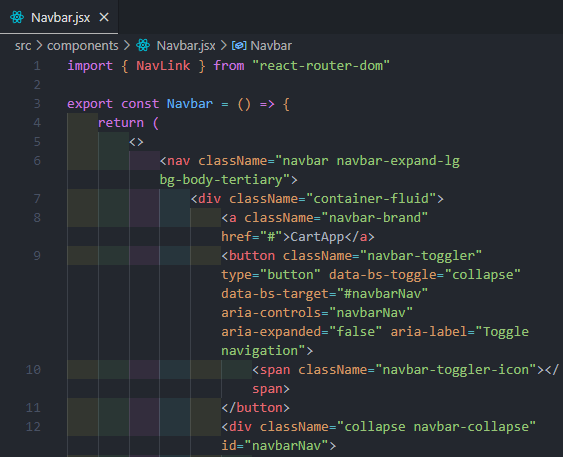 Navbar.jsx ×
src > components > Navbar.jsx > Navbar
1 import { NavLink } from "react-router-dom"
2
3 export const Navbar = () => {
4 return (
5 <>
6 <nav className="navbar navbar-expand-lg
bg-body-tertiary">
7 <div className="container-fluid">
8 <a className="navbar-brand"
href="#">CartApp</a>
9 <button className="navbar-toggler"
type="button" data-bs-toggle="collapse"
data-bs-target="#navbarNav"
aria-controls="navbarNav"
aria-expanded="false" aria-label="Toggle
navigation">
10 <span className="navbar-toggler-icon"></
span>
11 </button>
12 <div className="collapse navbar-collapse"
id="navbarNav">